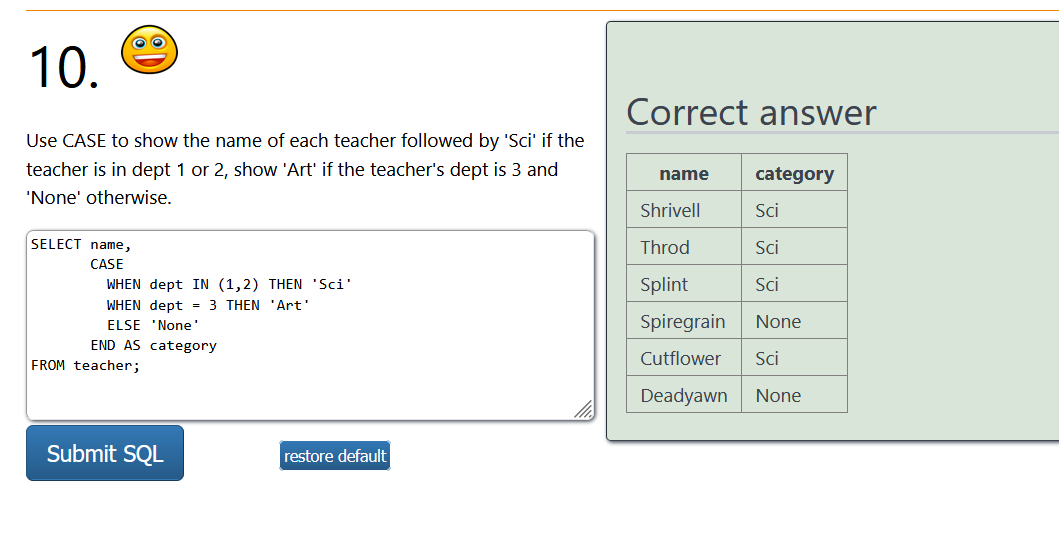 10.
Use CASE to show the name of each teacher followed by 'Sci' if the
teacher is in dept 1 or 2, show 'Art' if the teacher's dept is 3 and
'None' otherwise.
SELECT name,
       CASE
         WHEN dept IN (1,2) THEN 'Sci'
         WHEN dept = 3 THEN 'Art'
         ELSE 'None'
       END AS category
FROM teacher;
Submit SQL
restore default
Correct answer
name category
Shrivell Sci
Throd Sci
Splint Sci
Spiregrain None
Cutflower Sci
Deadyawn None